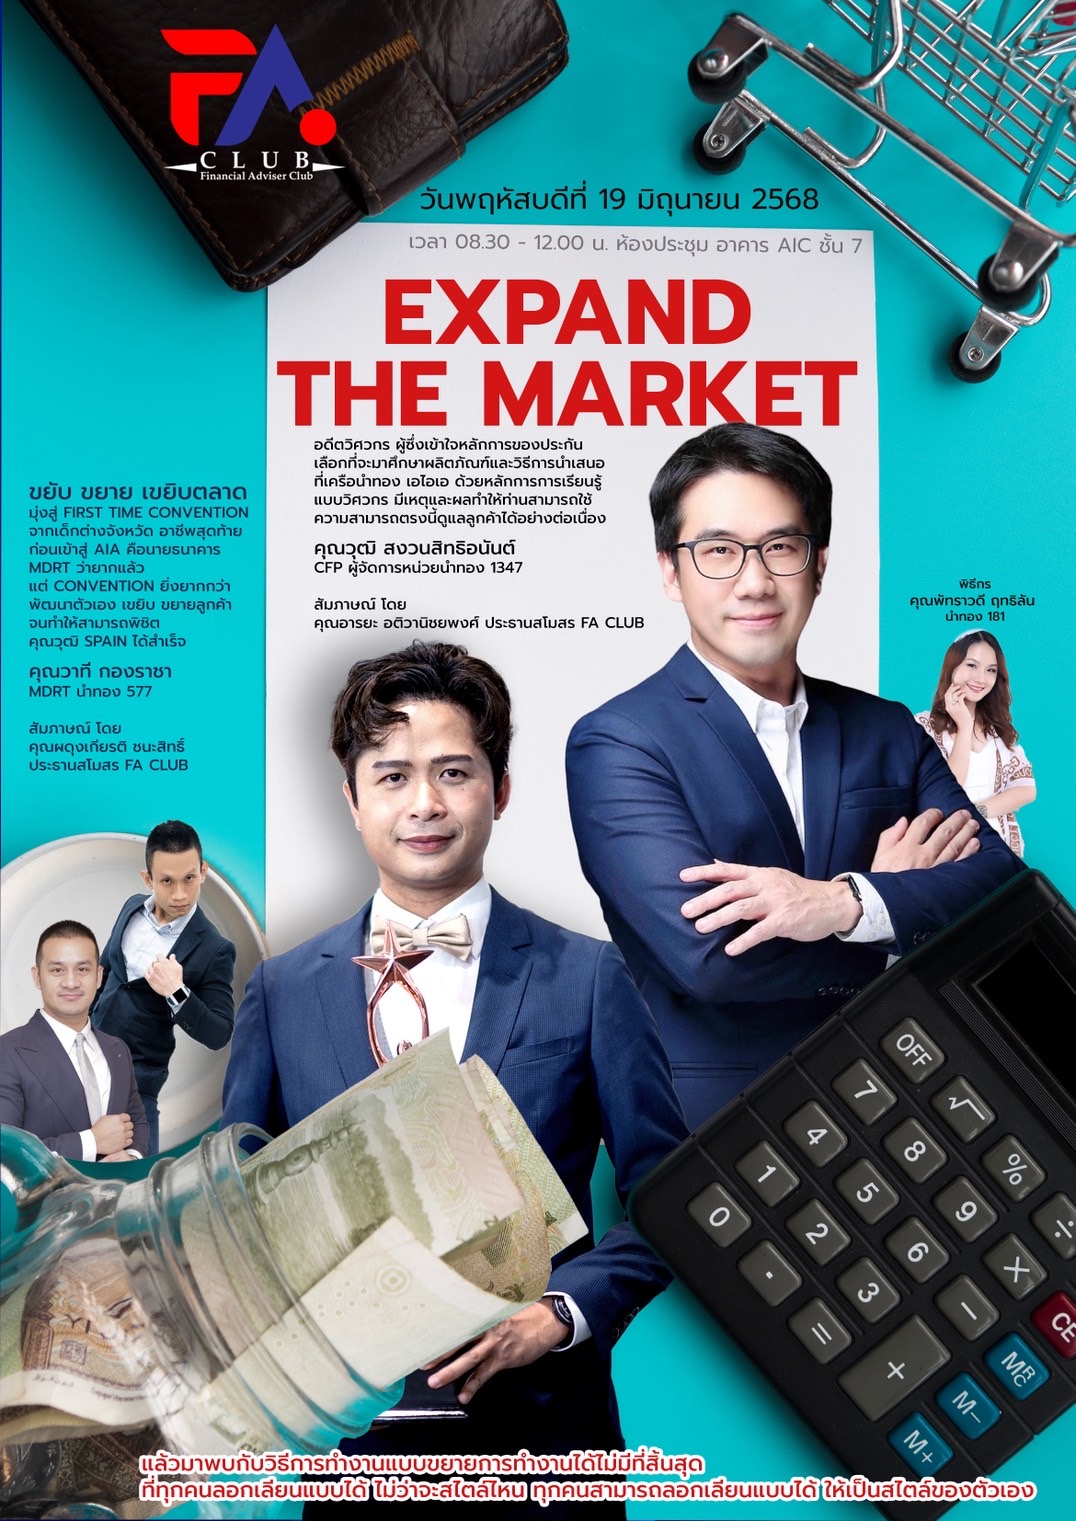 FA
CLUB
Financial Adviser Club
วันพฤหัสบดีที่ 19 มิถุนายน 2568
เวลา 08.30 - 12.00 น. ห้องประชุม อาคาร AIC ชั้น 7
EXPAND
THE MARKET
อดีตวิศวกร ผู้ซึ่งเข้าใจหลักการของประกัน
เลือกที่จะมาศึกษาผลิตภัณฑ์และวิธีการนำเสนอ
ที่เครือนำทอง เอไอเอ ด้วยหลักการการเรียนรู้
แบบวิศวกร มีเหตุและผลทำให้ท่านสามารถใช้
ความสามารถตรงนี้ดูแลลูกค้าได้อย่างต่อเนื่อง
คุณวุฒิ สงวนสิทธิอนันต์
CFP ผู้จัดการหน่วยนำทอง 1347
สัมภาษณ์ โดย
คุณอารยะ อติวานิชยพงศ์ ประธานสโมสร FA CLUB
ขยับ ขยาย เขยิบตลาด
มุ่งสู่ FIRST TIME CONVENTION
จากเด็กต่างจังหวัด อาชีพสุดท้าย
ก่อนเข้าสู่ AIA คือนายธนาคาร
MDRT ว่ายากแล้ว
แต่ CONVENTION ยิ่งยากกว่า
พัฒนาตัวเอง เขยิบ ขยายลูกค้า
จนทำให้สามารถพิชิต
คุณวุฒิ SPAIN ได้สำเร็จ
คุณวาที กองราชา
MDRT นำทอง 577
สัมภาษณ์ โดย
คุณผดุงเกียรติ ชนะสิทธิ์
ประธานสโมสร FA CLUB
พิธีกร
คุณพัทราวดี ฤทธิลัน
นำทอง 181
OFF
7 √
4 8 %
1 5 9 ÷
0 2 6 ×
. 3 − CE
= + MRC
M−
M+
แล้วมาพบกับวิธีการทำงานแบบขยายการทำงานได้ไม่มีที่สิ้นสุด
ที่ทุกคนลอกเลียนแบบได้ ไม่ว่าจะสไตล์ไหน ทุกคนสามารถลอกเลียนแบบได้ ให้เป็นสไตล์ของตัวเอง